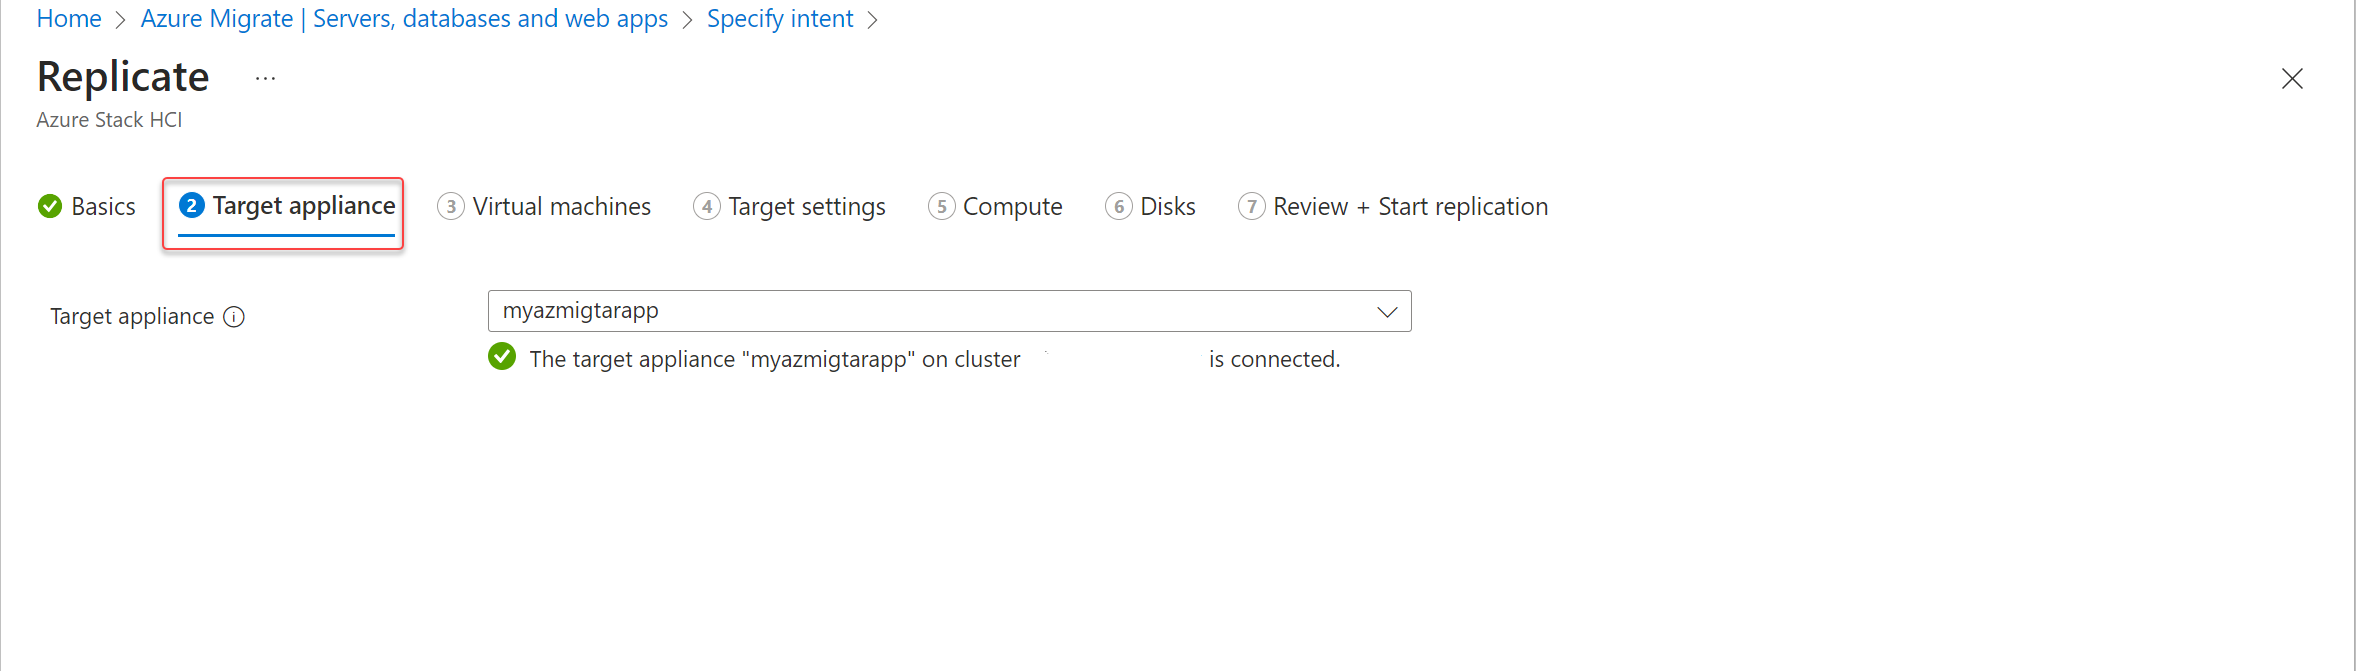 Home > Azure Migrate | Servers, databases and web apps > Specify intent >
Replicate ...
Azure Stack HCI
Basics 2 Target appliance 3 Virtual machines 4 Target settings 5 Compute 6 Disks 7 Review + Start replication
Target appliance myazmigtarapp
The target appliance "myazmigtarapp" on cluster is connected.